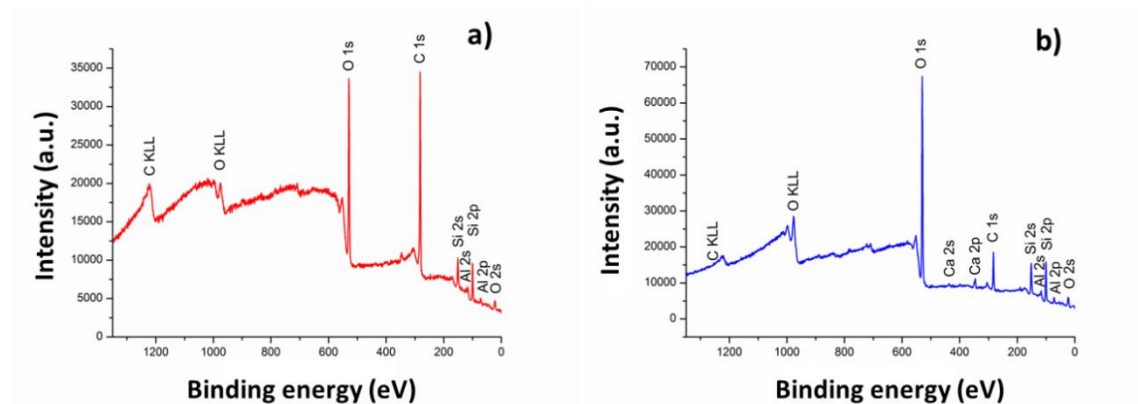 a)
O 1s
C 1s
C KLL
O KLL
Si 2s
Si 2p
Al 2s
Al 2p
O 2s
35000
30000
25000
20000
15000
10000
5000
0
1200
1000
800
600
400
200
0
Intensity (a.u.)
Binding energy (eV)
b)
O 1s
C KLL
O KLL
Ca 2s
Ca 2p
C 1s
Si 2s
Si 2p
Al 2s
Al 2p
O 2s
70000
60000
50000
40000
30000
20000
10000
0
1200
1000
800
600
400
200
0
Intensity (a.u.)
Binding energy (eV)